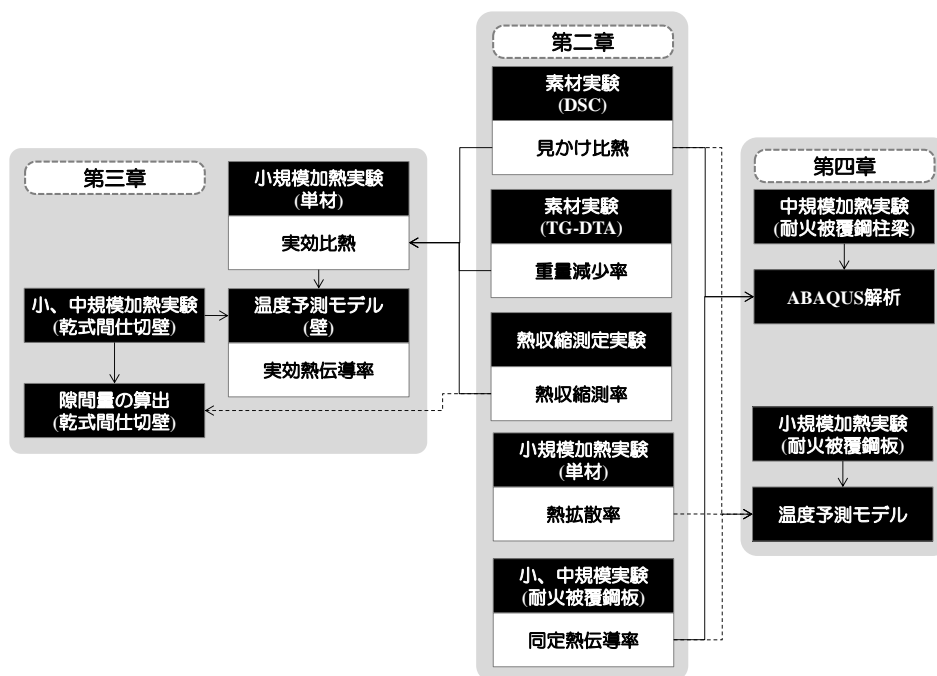 第二章
素材実験
(DSC)
見かけ比熱
素材実験
(TG-DTA)
重量減少率
熱収縮測定実験
熱収縮測率
小規模加熱実験
(単材)
熱拡散率
小、中規模実験
(耐火被覆鋼板)
同定熱伝導率
第三章
小規模加熱実験
(単材)
実効比熱
小、中規模加熱実験
(乾式間仕切壁)
温度予測モデル
(壁)
実効熱伝導率
隙間量の算出
(乾式間仕切壁)
第四章
中規模加熱実験
(耐火被覆鋼柱梁)
ABAQUS解析
小規模加熱実験
(耐火被覆鋼板)
温度予測モデル